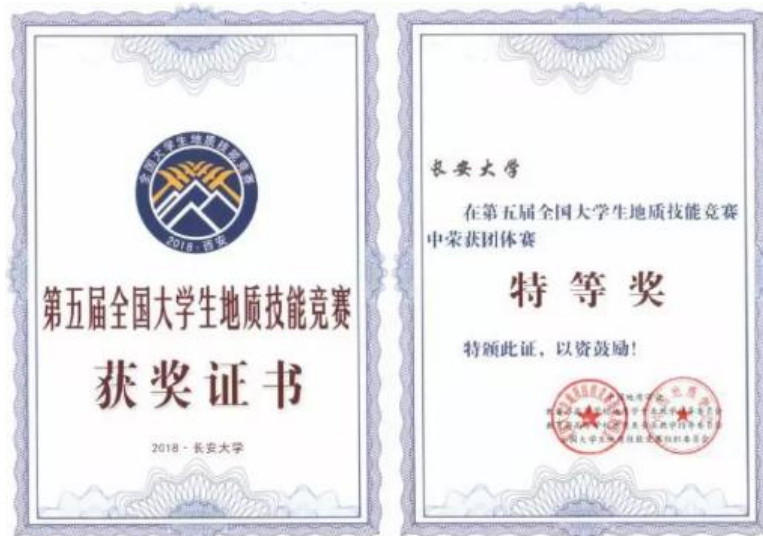 全国大学生地质技能竞赛
2018·西安
第五届全国大学生地质技能竞赛
获奖证书
2018·长安大学
长安大学
在第五届全国大学生地质技能竞赛
中荣获团体赛
特等奖
特颁此证，以资鼓励！